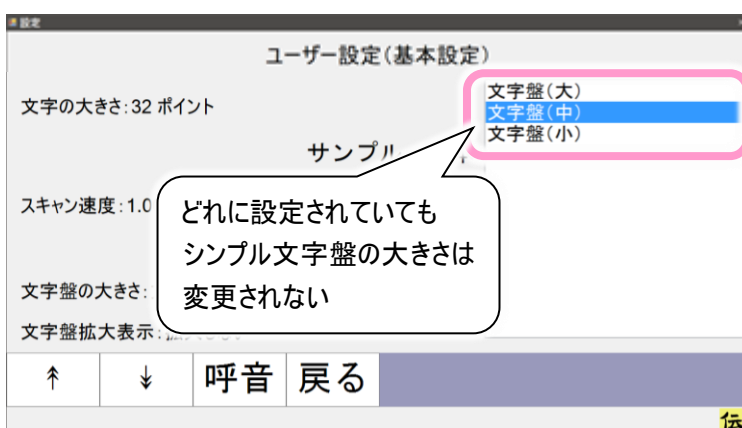 設定
ユーザー設定(基本設定)
文字の大きさ:32 ポイント
文字盤(大)
文字盤(中)
文字盤(小)
サンプル
スキャン速度:1.0
どれに設定されていても
シンプル文字盤の大きさは
変更されない
文字盤の大きさ:
文字盤拡大表示:
↟ ↡ 呼音 戻る
伝